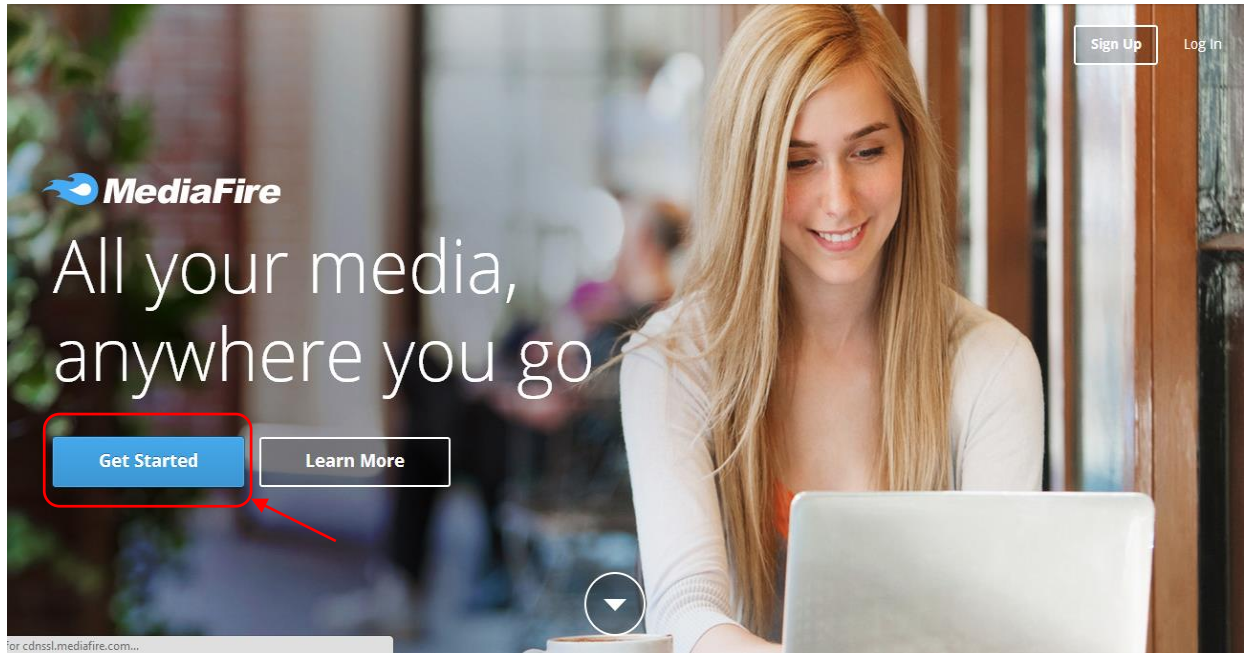 Sign Up
Log In
MediaFire
All your media,
anywhere you go
Get Started
Learn More
for cdnssl.mediafire.com...